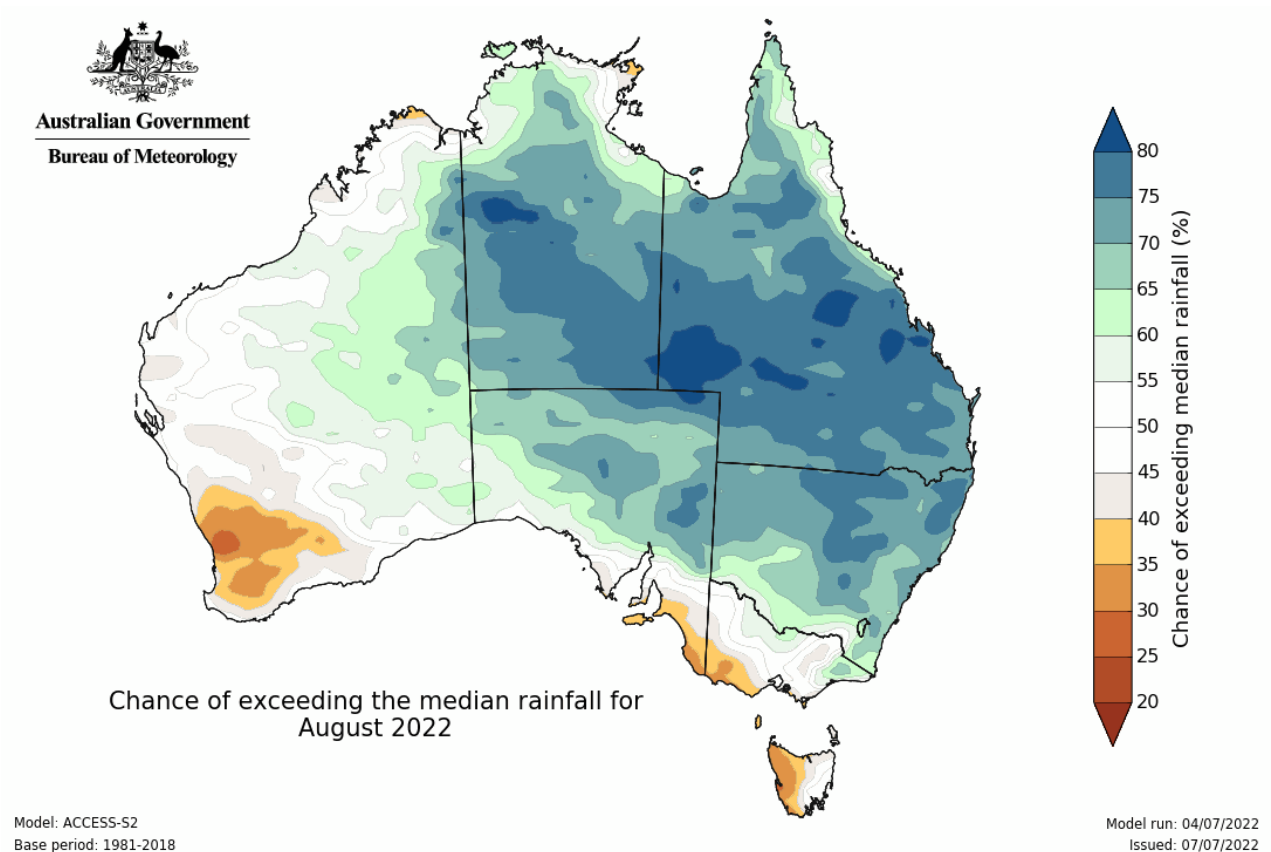 AUSTRALIA
Australian Government
Bureau of Meteorology
80
75
70
65
60
55
50
45
40
35
30
25
20
Chance of exceeding median rainfall (%)
Chance of exceeding the median rainfall for
August 2022
Model: ACCESS-S2
Base period: 1981-2018
Model run: 04/07/2022
Issued: 07/07/2022